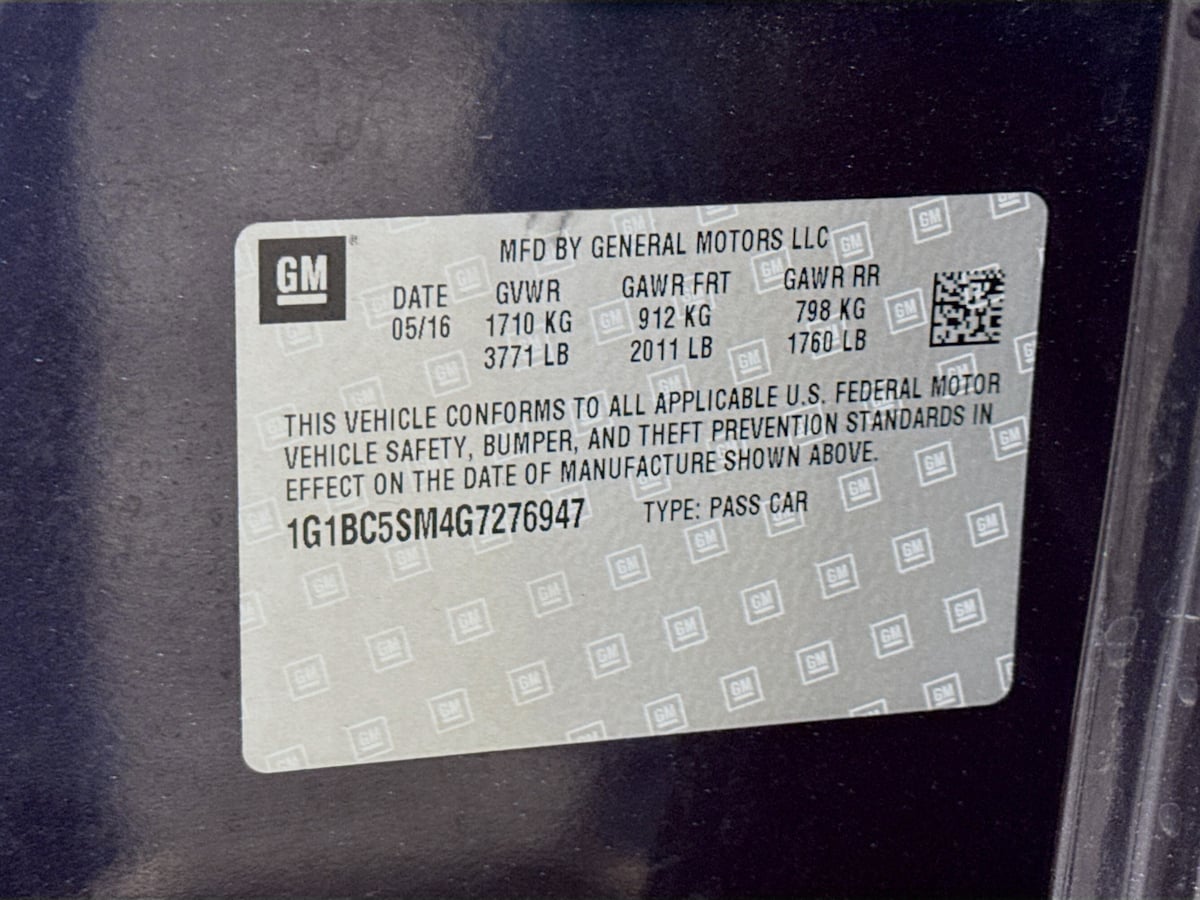 GM ®
MFD BY GENERAL MOTORS LLC
DATE GVWR GAWR FRT GAWR RR
05/16 1710 KG 912 KG 798 KG
3771 LB 2011 LB 1760 LB
THIS VEHICLE CONFORMS TO ALL APPLICABLE U.S. FEDERAL MOTOR
VEHICLE SAFETY, BUMPER, AND THEFT PREVENTION STANDARDS IN
EFFECT ON THE DATE OF MANUFACTURE SHOWN ABOVE.
1G1BC5SM4G7276947 TYPE: PASS CAR